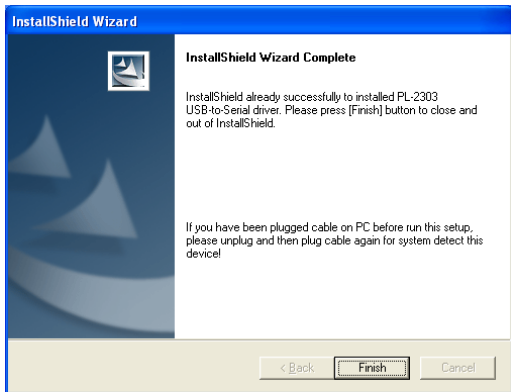 InstallShield Wizard
InstallShield Wizard Complete
InstallShield already successfully to installed PL-2303
USB-to-Serial driver. Please press [Finish] button to close and
out of InstallShield.
If you have been plugged cable on PC before run this setup,
please unplug and then plug cable again for system detect this
device!
< Back Finish Cancel